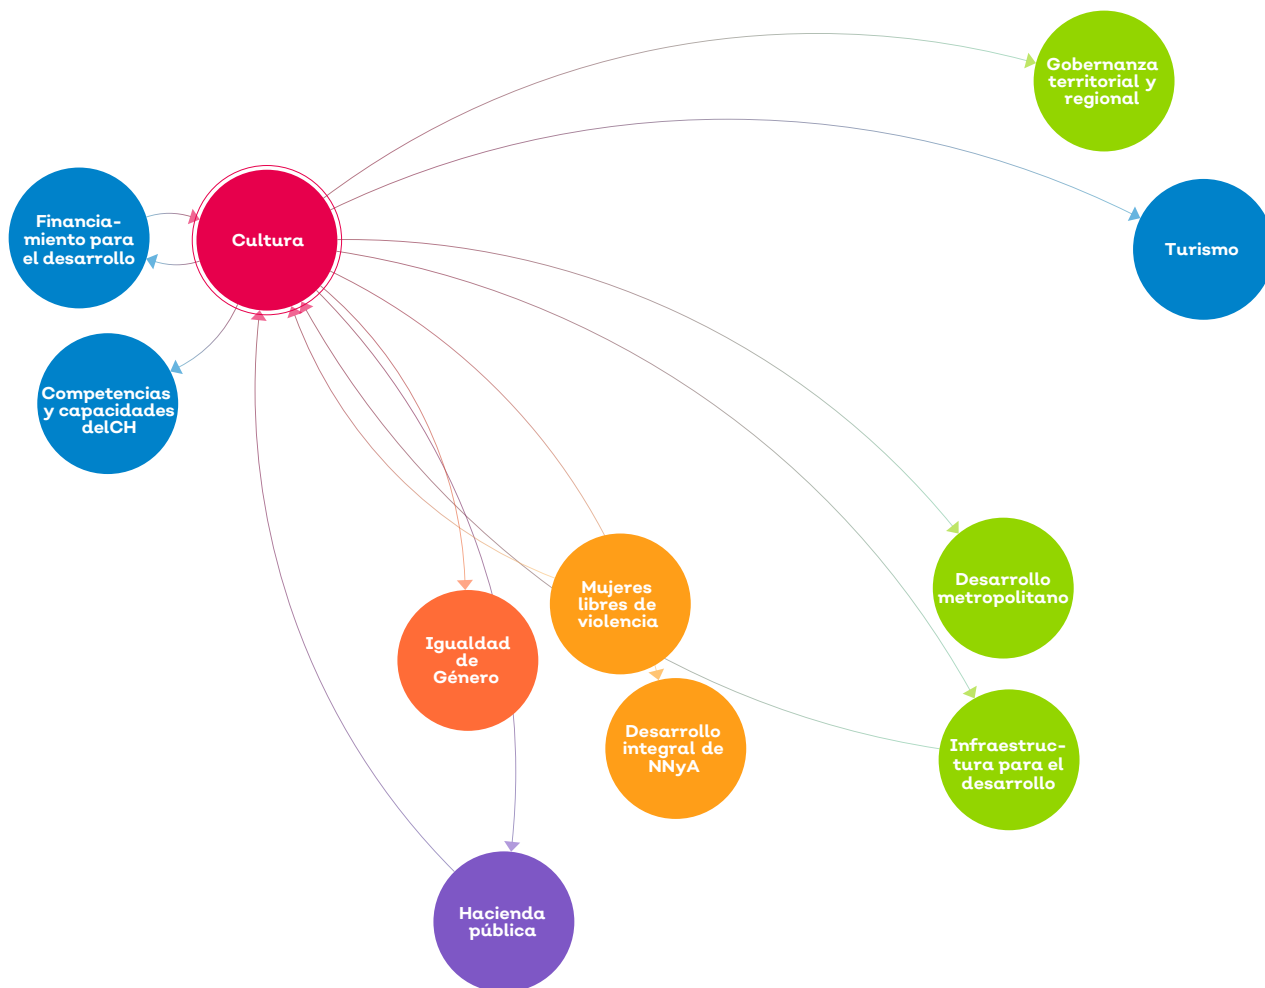 Gobernanza
territorial y
regional
Financia-
miento para
el desarrollo
Cultura
Turismo
Competencias
y capacidades
delCH
Mujeres
libres de
violencia
Desarrollo
metropolitano
Igualdad
de
Género
Desarrollo
integral de
NNyA
Infraestruc-
tura para el
desarrollo
Hacienda
pública